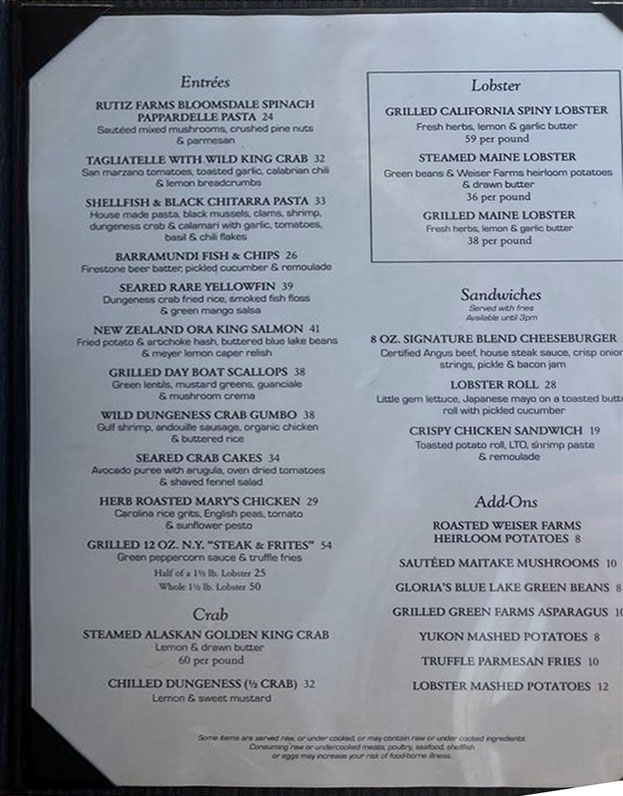 Entrées
RUTIZ FARMS BLOOMSDALE SPINACH
PAPPARDELLE PASTA 24
Sautéed mixed mushrooms, crushed pine nuts
& parmesan
TAGLIATELLE WITH WILD KING CRAB 32
San marzano tomatoes, toasted garlic, calabrian chili
& lemon breadcrumbs
SHELLFISH & BLACK CHITARRA PASTA 33
House made pasta, black mussels, clams, shrimp,
dungeness crab & calamari with garlic, tomatoes,
basil & chili flakes
BARRAMUNDI FISH & CHIPS 26
Firestone beer batter, pickled cucumber & remoulade
SEARED RARE YELLOWFIN 39
Dungeness crab fried rice, smoked fish floss
& green mango salsa
NEW ZEALAND ORA KING SALMON 41
Fried potato & artichoke hash, buttered blue lake beans
& meyer lemon caper relish
GRILLED DAY BOAT SCALLOPS 38
Green lentils, mustard greens, guanciale
& mushroom crema
WILD DUNGENESS CRAB GUMBO 38
Gulf shrimp, andouille sausage, organic chicken
& buttered rice
SEARED CRAB CAKES 34
Avocado puree with arugula, oven dried tomatoes
& shaved fennel salad
HERB ROASTED MARY'S CHICKEN 29
Carolina rice grits, English peas, tomato
& sunflower pesto
GRILLED 12 OZ. N.Y. "STEAK & FRITES" 54
Green peppercorn sauce & truffle fries
Half of a 1½ lb. Lobster 25
Whole 1½ lb. Lobster 50
Crab
STEAMED ALASKAN GOLDEN KING CRAB
Lemon & drawn butter
60 per pound
CHILLED DUNGENESS (½ CRAB) 32
Lemon & sweet mustard
Lobster
GRILLED CALIFORNIA SPINY LOBSTER
Fresh herbs, lemon & garlic butter
59 per pound
STEAMED MAINE LOBSTER
Green beans & Weiser Farms heirloom potatoes
& drawn butter
36 per pound
GRILLED MAINE LOBSTER
Fresh herbs, lemon & garlic butter
38 per pound
Sandwiches
Served with fries
Available until 3pm
8 OZ. SIGNATURE BLEND CHEESEBURGER
Certified Angus beef, house steak sauce, crisp onion
strings, pickle & bacon jam
LOBSTER ROLL 28
Little gem lettuce, Japanese mayo on a toasted butte
roll with pickled cucumber
CRISPY CHICKEN SANDWICH 19
Toasted potato roll, LTO, shrimp paste
& remoulade
Add-Ons
ROASTED WEISER FARMS
HEIRLOOM POTATOES 8
SAUTÉED MAITAKE MUSHROOMS 10
GLORIA'S BLUE LAKE GREEN BEANS 8
GRILLED GREEN FARMS ASPARAGUS 10
YUKON MASHED POTATOES 8
TRUFFLE PARMESAN FRIES 10
LOBSTER MASHED POTATOES 12
Some items are served raw, or under cooked, or may contain raw or under cooked ingredients.
Consuming raw or undercooked meats, poultry, seafood, shellfish
or eggs may increase your risk of food-borne illness.